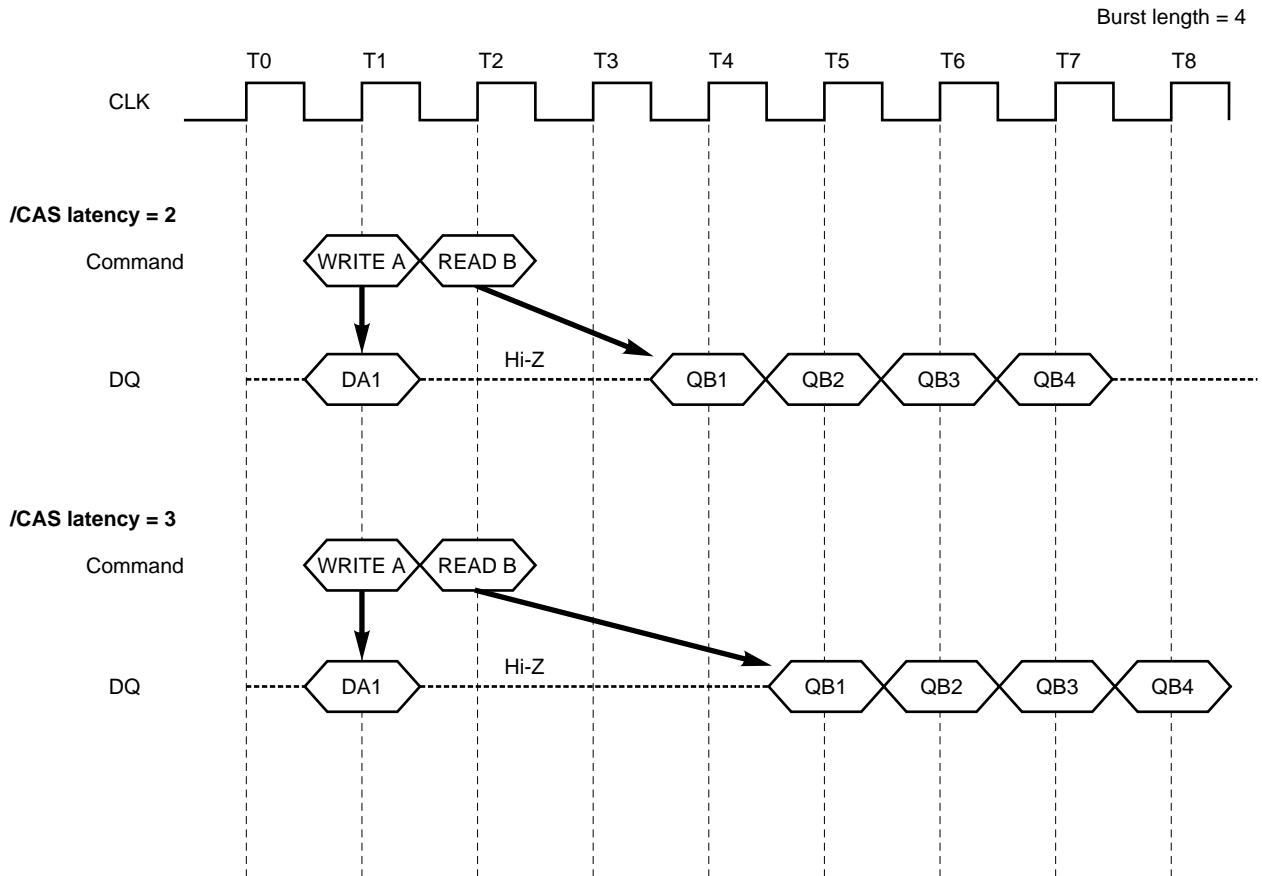 Burst length = 4
T0 T1 T2 T3 T4 T5 T6 T7 T8
CLK
/CAS latency = 2
Command WRITE A READ B
Hi-Z
DQ DA1 QB1 QB2 QB3 QB4
/CAS latency = 3
Command WRITE A READ B
Hi-Z
DQ DA1 QB1 QB2 QB3 QB4